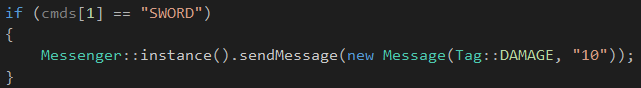 if (cmds[1] == "SWORD")
{
    Messenger::instance().sendMessage(new Message(Tag::DAMAGE, "10"));
}